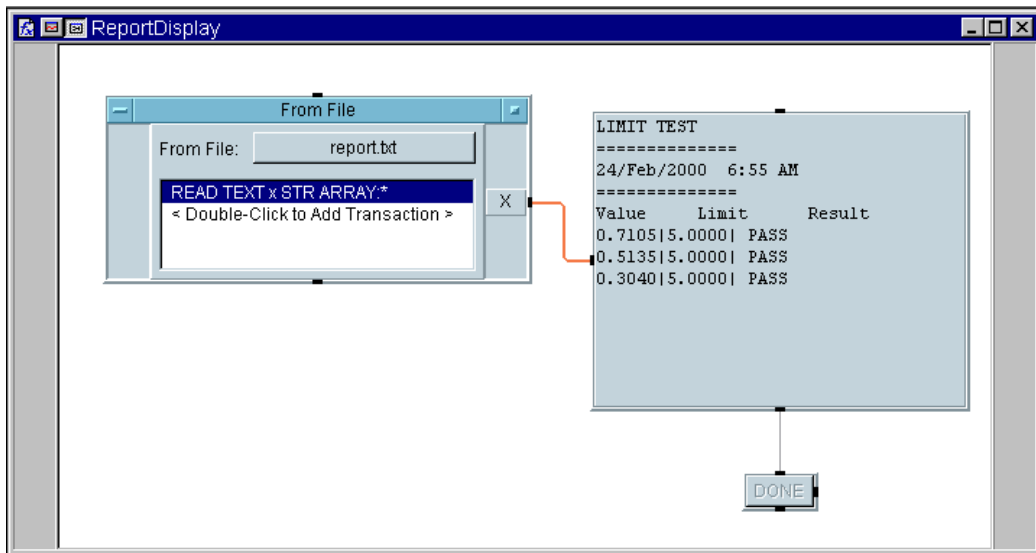 ReportDisplay
From File
From File: report.txt
READ TEXT x STR ARRAY:*
< Double-Click to Add Transaction >
X
LIMIT TEST
==============
24/Feb/2000  6:55 AM
==============
Value     Limit      Result
0.7105|5.0000| PASS
0.5135|5.0000| PASS
0.3040|5.0000| PASS
DONE